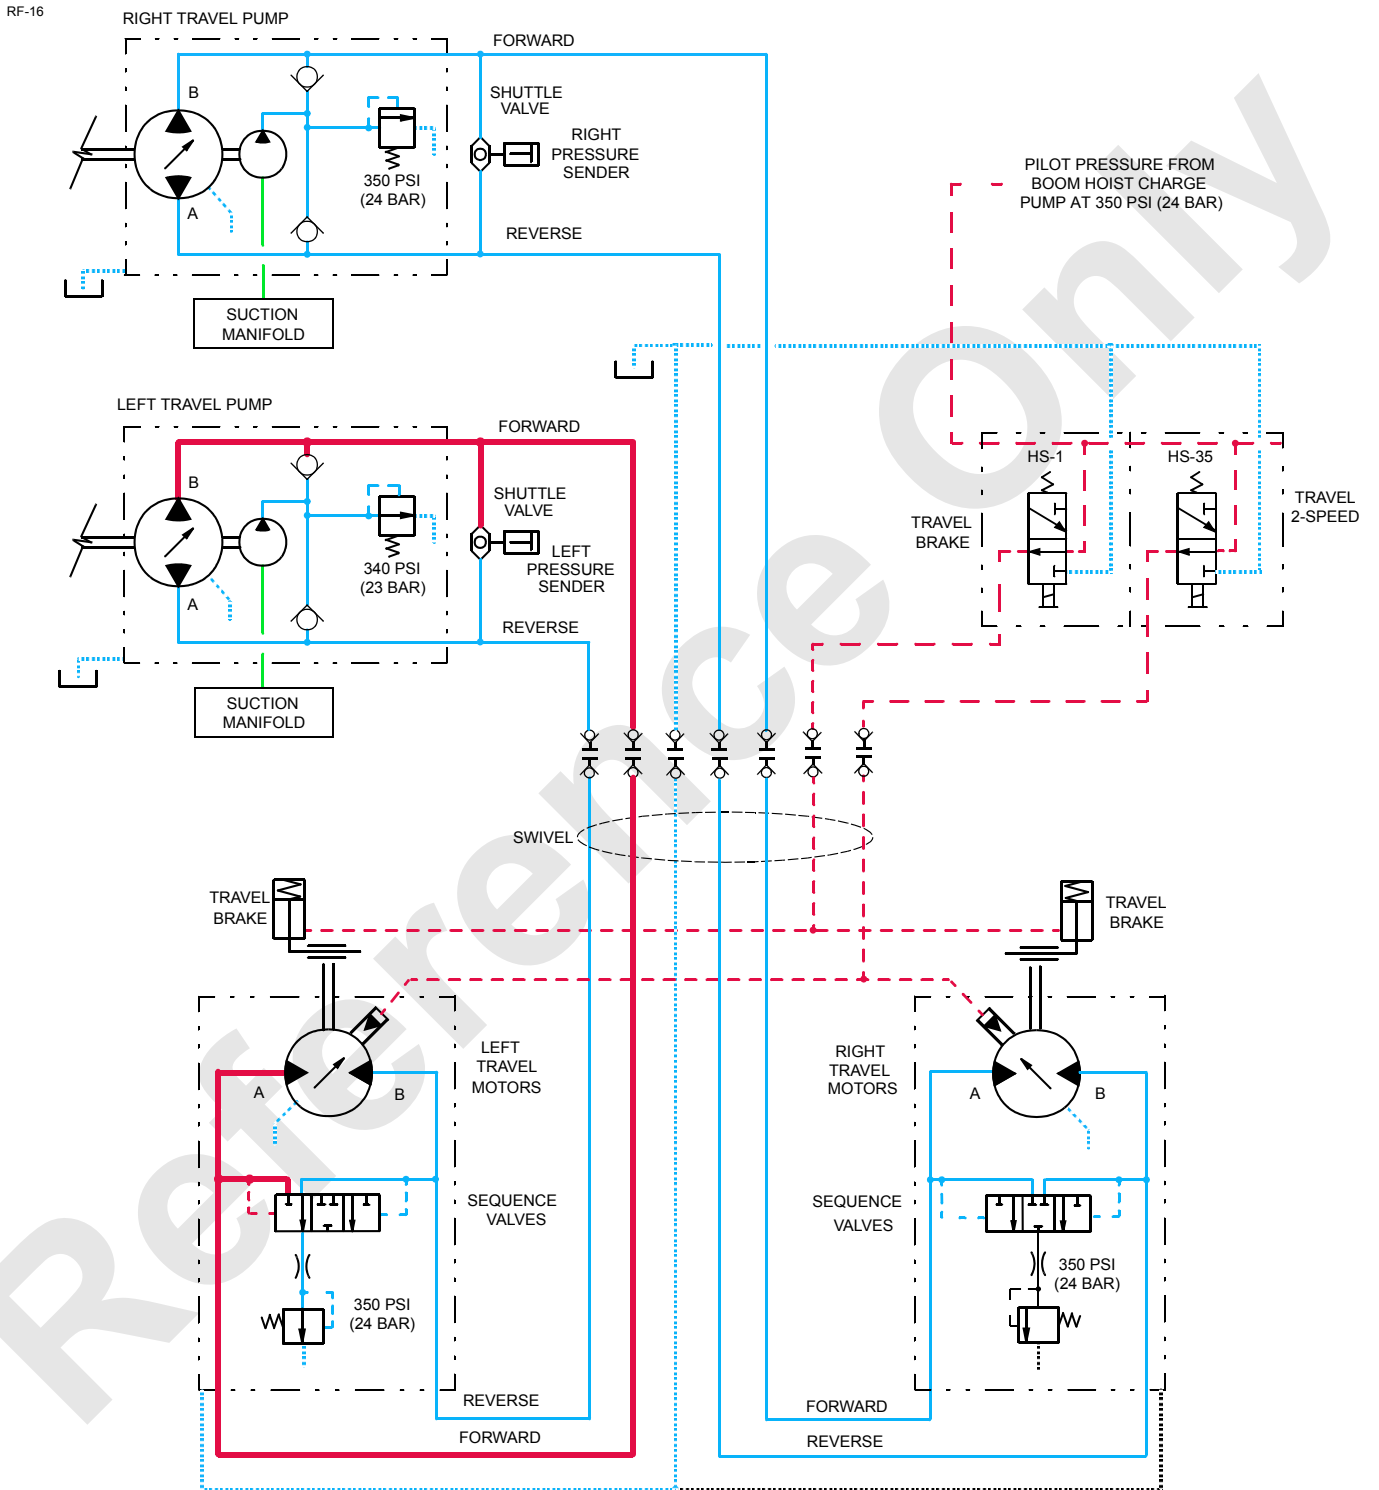 RF-16
RIGHT TRAVEL PUMP
FORWARD
B
SHUTTLE
VALVE
RIGHT
PRESSURE
SENDER
350 PSI
(24 BAR)
A
REVERSE
PILOT PRESSURE FROM
BOOM HOIST CHARGE
PUMP AT 350 PSI (24 BAR)
SUCTION
MANIFOLD
LEFT TRAVEL PUMP
FORWARD
B
SHUTTLE
VALVE
LEFT
PRESSURE
SENDER
340 PSI
(23 BAR)
A
REVERSE
HS-1
HS-35
TRAVEL
BRAKE
TRAVEL
2-SPEED
SUCTION
MANIFOLD
SWIVEL
TRAVEL
BRAKE
TRAVEL
BRAKE
LEFT
TRAVEL
MOTORS
A
B
RIGHT
TRAVEL
MOTORS
A
B
SEQUENCE
VALVES
SEQUENCE
VALVES
350 PSI
(24 BAR)
350 PSI
(24 BAR)
REVERSE
FORWARD
FORWARD
REVERSE
Reference Only